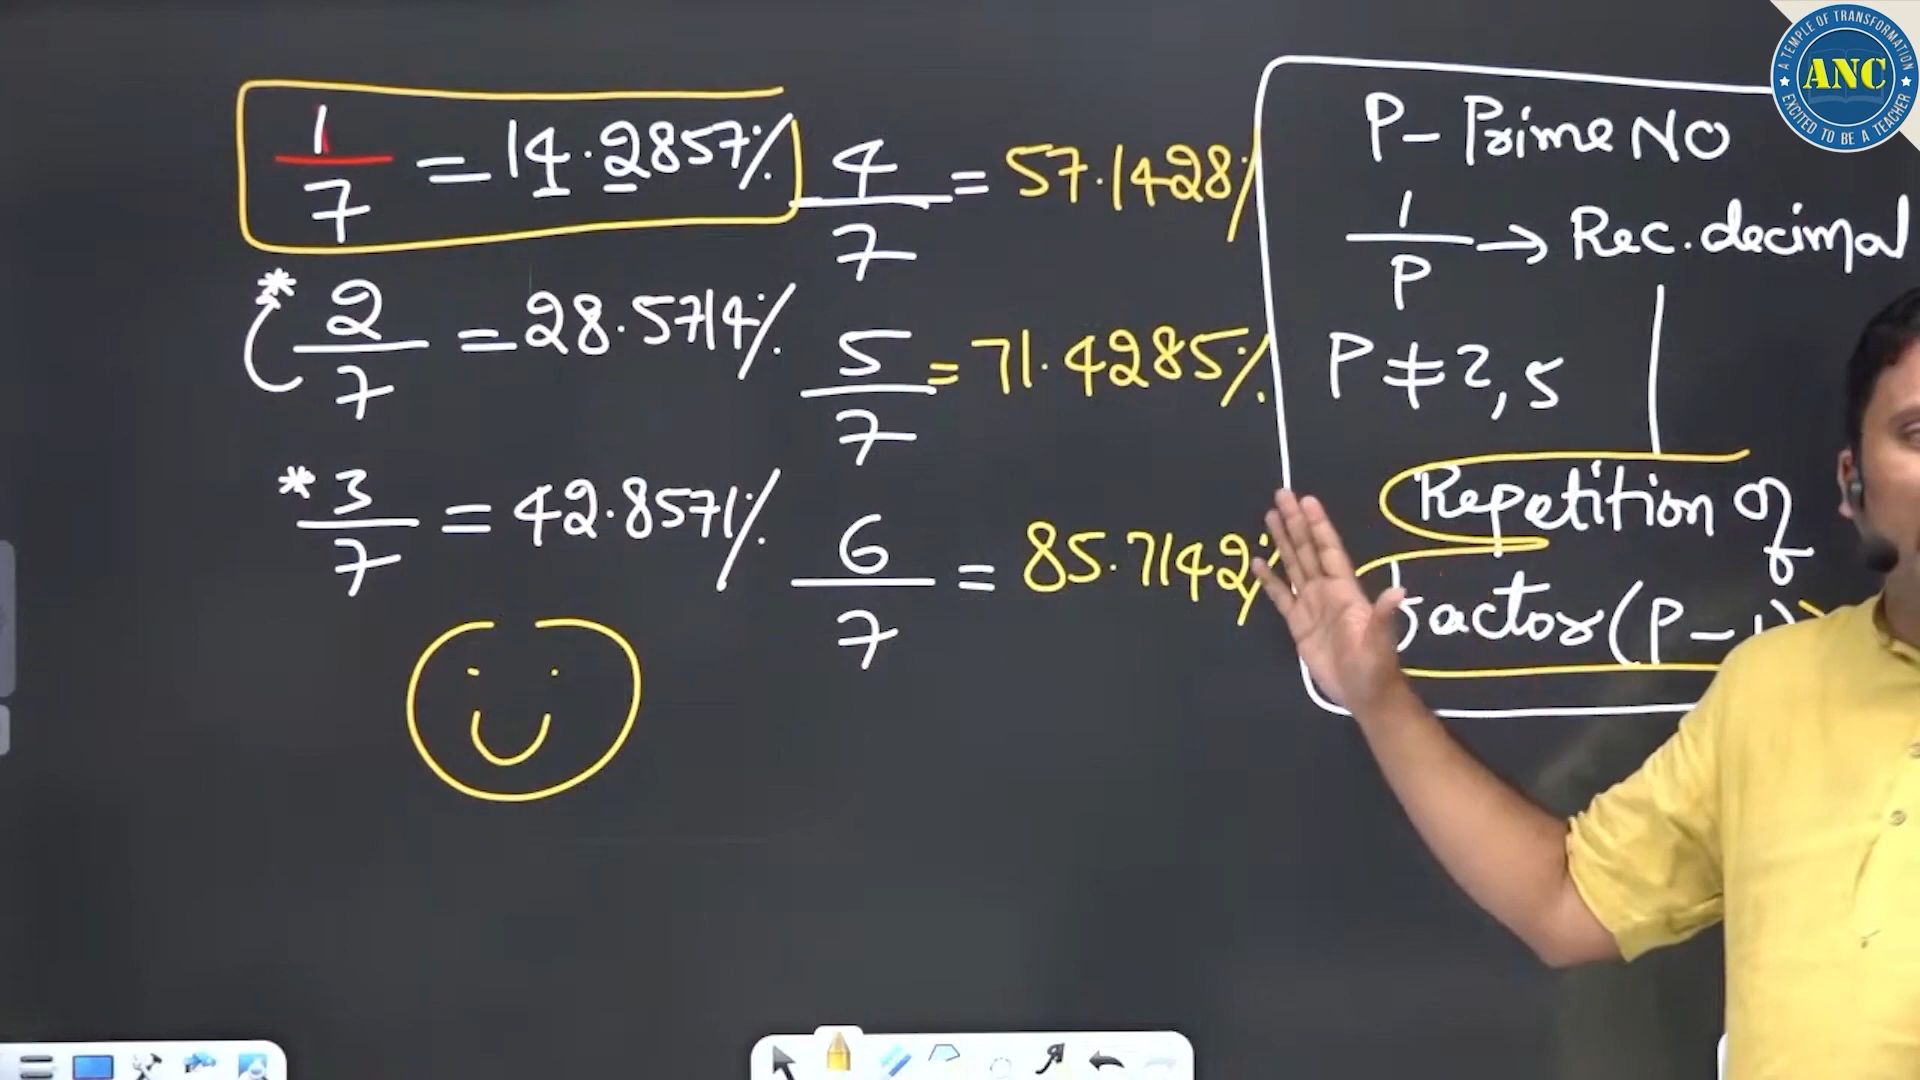 1/7 = 14.2857%
* 2/7 = 28.5714%
* 3/7 = 42.8571%
4/7 = 57.1428%
5/7 = 71.4285%
6/7 = 85.7142%
P - Prime NO
1/P → Rec. decimal
P ≠ 2, 5
Repetition of
factor (P-1)
A TEMPLE OF TRANSFORMATION
ANC
EXCITED TO BE A TEACHER